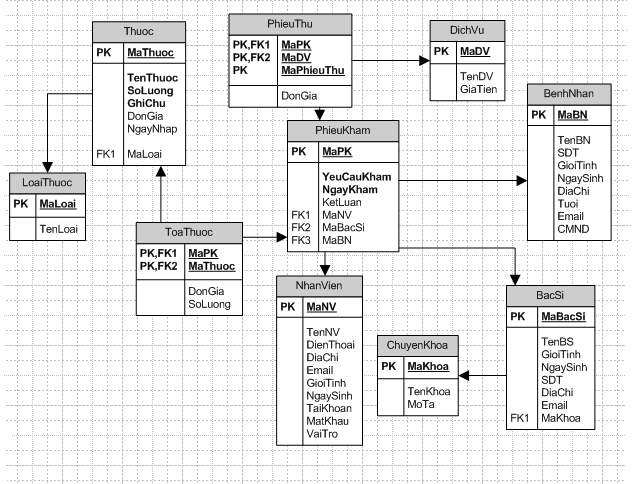 Thuoc
PK MaThuoc
TenThuoc
SoLuong
GhiChu
DonGia
NgayNhap
FK1 MaLoai
PhieuThu
PK,FK1 MaPK
PK,FK2 MaDV
PK MaPhieuThu
DonGia
DichVu
PK MaDV
TenDV
GiaTien
BenhNhan
PK MaBN
TenBN
SDT
GioiTinh
NgaySinh
DiaChi
Tuoi
Email
CMND
PhieuKham
PK MaPK
YeuCauKham
NgayKham
KetLuan
FK1 MaNV
FK2 MaBacSi
FK3 MaBN
LoaiThuoc
PK MaLoai
TenLoai
ToaThuoc
PK,FK1 MaPK
PK,FK2 MaThuoc
DonGia
SoLuong
NhanVien
PK MaNV
TenNV
DienThoai
DiaChi
Email
GioiTinh
NgaySinh
TaiKhoan
MatKhau
VaiTro
ChuyenKhoa
PK MaKhoa
TenKhoa
MoTa
BacSi
PK MaBacSi
TenBS
GioiTinh
NgaySinh
SDT
DiaChi
Email
FK1 MaKhoa